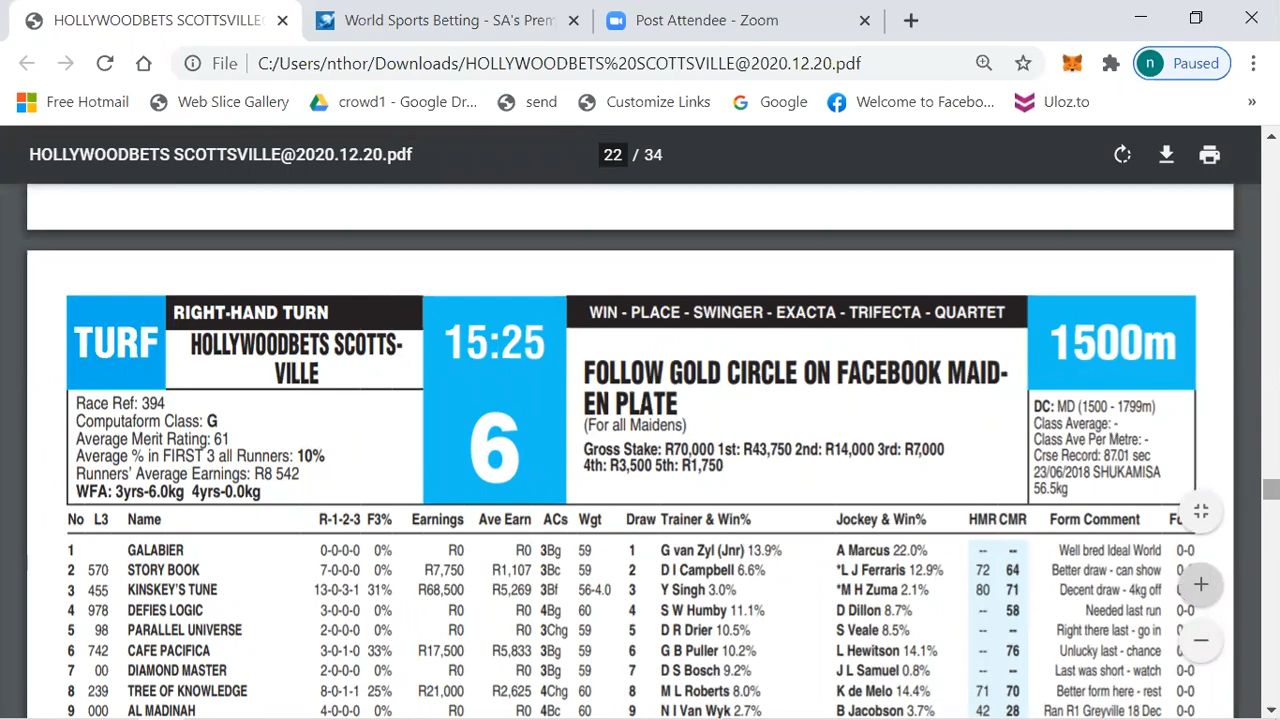 HOLLYWOODBETS SCOTTSVILLE@
World Sports Betting - SA's Prem
Post Attendee - Zoom
File C:/Users/nthor/Downloads/HOLLYWOODBETS%20SCOTTSVILLE@2020.12.20.pdf
n Paused
Free Hotmail Web Slice Gallery crowd1 - Google Dr... send Customize Links Google Welcome to Facebo... Uloz.to »
HOLLYWOODBETS SCOTTSVILLE@2020.12.20.pdf 22 / 34
TURF
RIGHT-HAND TURN
HOLLYWOODBETS SCOTTS-
VILLE
Race Ref: 394
Computaform Class: G
Average Merit Rating: 61
Average % in FIRST 3 all Runners: 10%
Runners' Average Earnings: R8 542
WFA: 3yrs-6.0kg 4yrs-0.0kg
15:25
6
WIN - PLACE - SWINGER - EXACTA - TRIFECTA - QUARTET
FOLLOW GOLD CIRCLE ON FACEBOOK MAID-
EN PLATE
(For all Maidens)
Gross Stake: R70,000 1st: R43,750 2nd: R14,000 3rd: R7,000
4th: R3,500 5th: R1,750
1500m
DC: MD (1500 - 1799m)
Class Average: -
Class Ave Per Metre: -
Crse Record: 87.01 sec
23/06/2018 SHUKAMISA
56.5kg
No L3 Name R-1-2-3 F3% Earnings Ave Earn ACs Wgt Draw Trainer & Win% Jockey & Win% HMR CMR Form Comment
1 GALABIER 0-0-0-0 0% R0 R0 3Bg 59 1 G van Zyl (Jnr) 13.9% A Marcus 22.0% -- -- Well bred Ideal World 0-0
2 570 STORY BOOK 7-0-0-0 0% R7,750 R1,107 3Bc 59 2 D I Campbell 6.6% *L J Ferraris 12.9% 72 64 Better draw - can show 0-0
3 455 KINSKEY'S TUNE 13-0-3-1 31% R68,500 R5,269 3Bf 56-4.0 3 Y Singh 3.0% *M H Zuma 2.1% 80 71 Decent draw - 4kg off 0-0
4 978 DEFIES LOGIC 3-0-0-0 0% R0 R0 4Bg 60 4 S W Humby 11.1% D Dillon 8.7% -- 58 Needed last run 0-0
5 98 PARALLEL UNIVERSE 2-0-0-0 0% R0 R0 3Chg 59 5 D R Drier 10.5% S Veale 8.5% -- -- Right there last - go in 0-0
6 742 CAFE PACIFICA 3-0-1-0 33% R17,500 R5,833 3Bg 59 6 G B Puller 10.2% L Hewitson 14.1% -- 76 Unlucky last - chance 0-0
7 00 DIAMOND MASTER 2-0-0-0 0% R0 R0 3Bg 59 7 D S Bosch 9.2% J L Samuel 0.8% -- -- Last was short - watch 0-0
8 239 TREE OF KNOWLEDGE 8-0-1-1 25% R21,000 R2,625 4Chg 60 8 M L Roberts 8.0% K de Melo 14.4% 71 70 Better form here - rest 0-0
9 000 AL MADINAH 4-0-0-0 0% R0 R0 4Bc 60 9 N I Van Wyk 2.7% B Jacobson 3.7% 42 28 Ran R1 Greyville 18 Dec 0-0